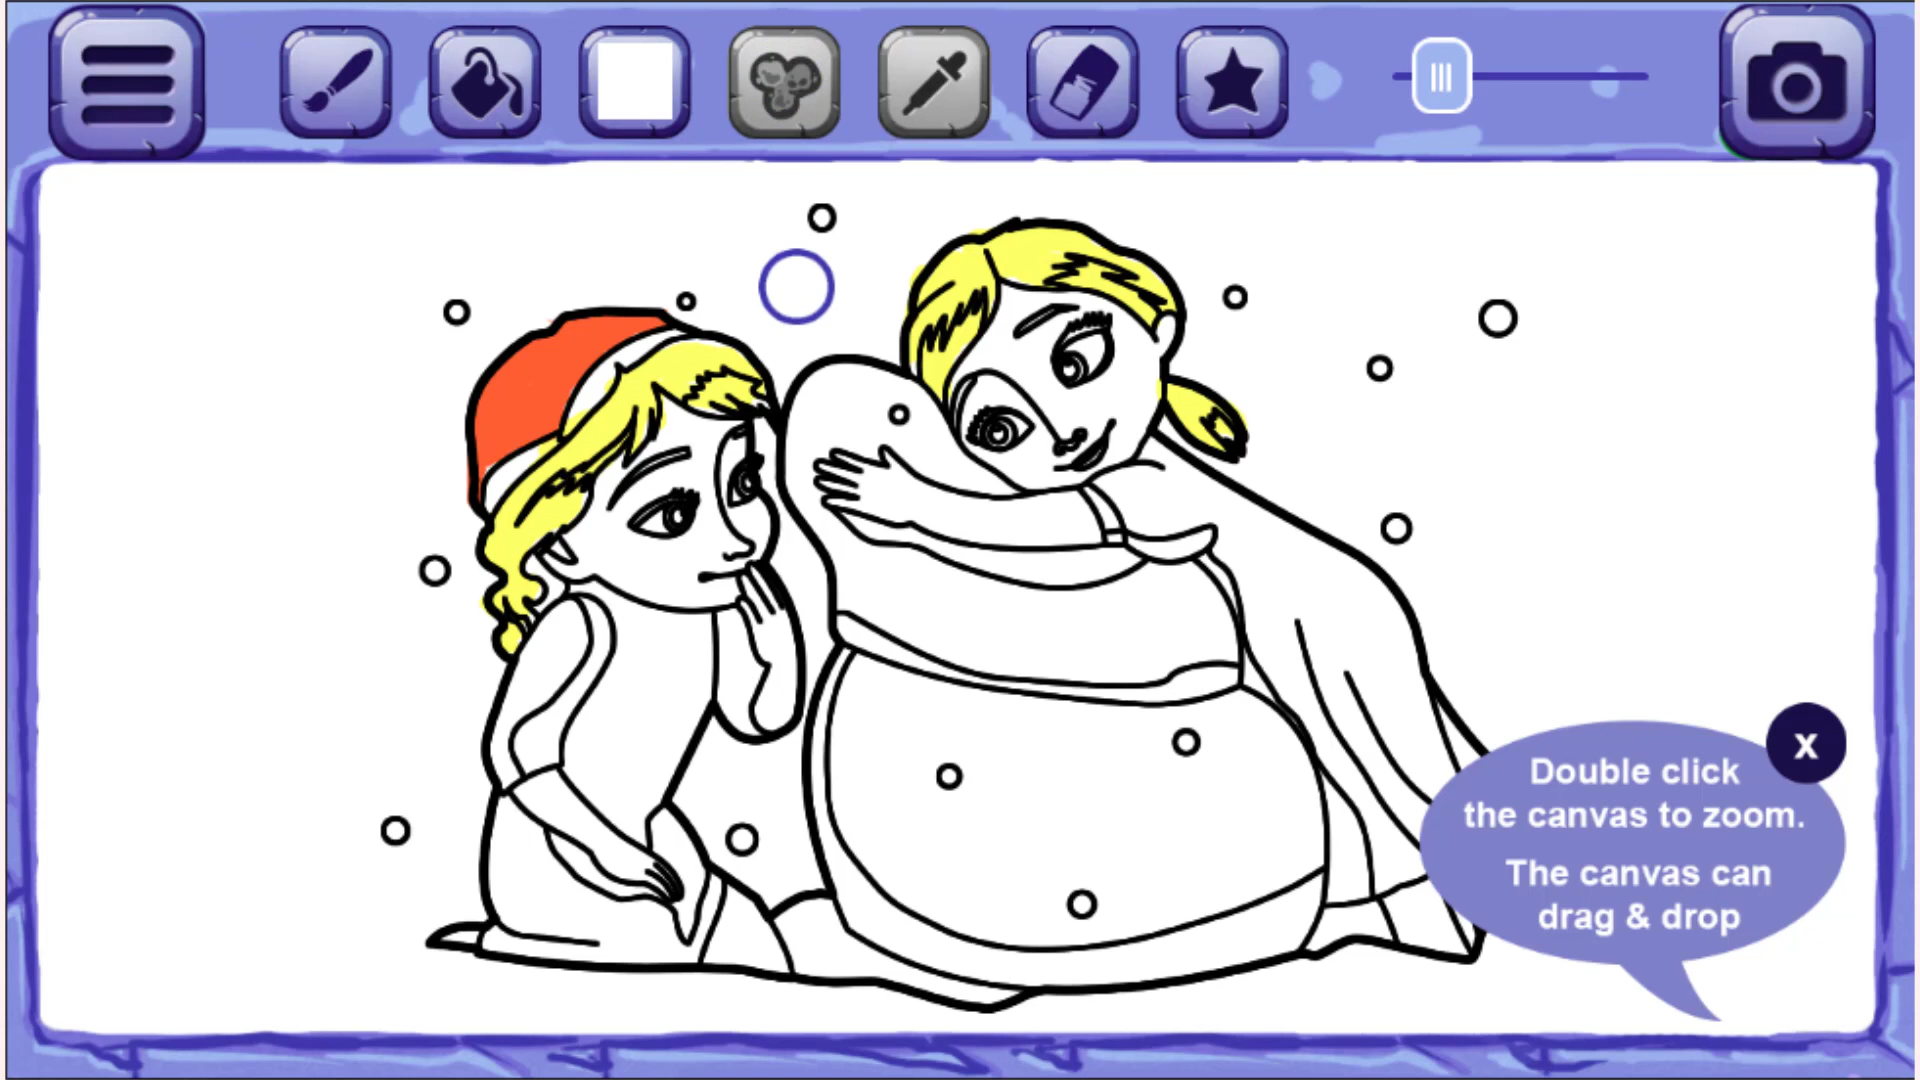 x
Double click
the canvas to zoom.
The canvas can
drag & drop